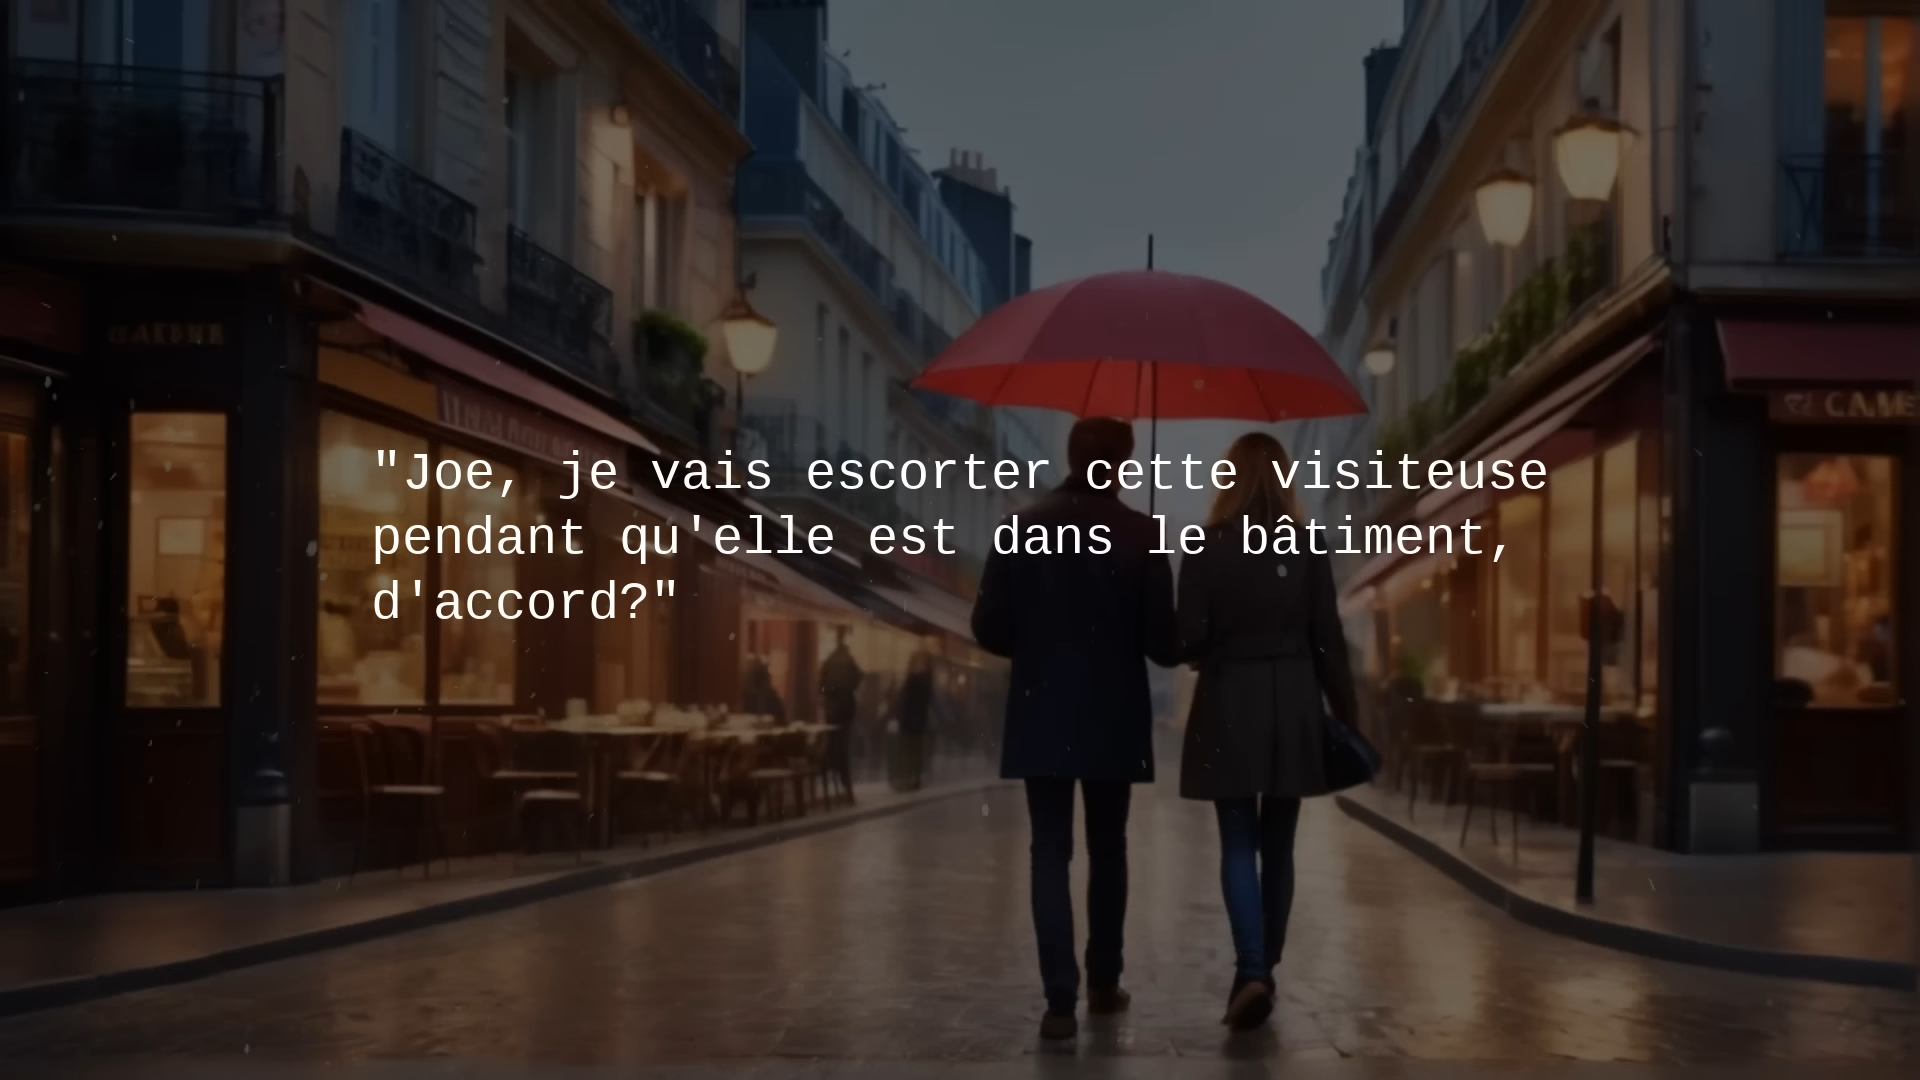 "Joe, je vais escorter cette visiteuse
pendant qu'elle est dans le bâtiment,
d'accord?"